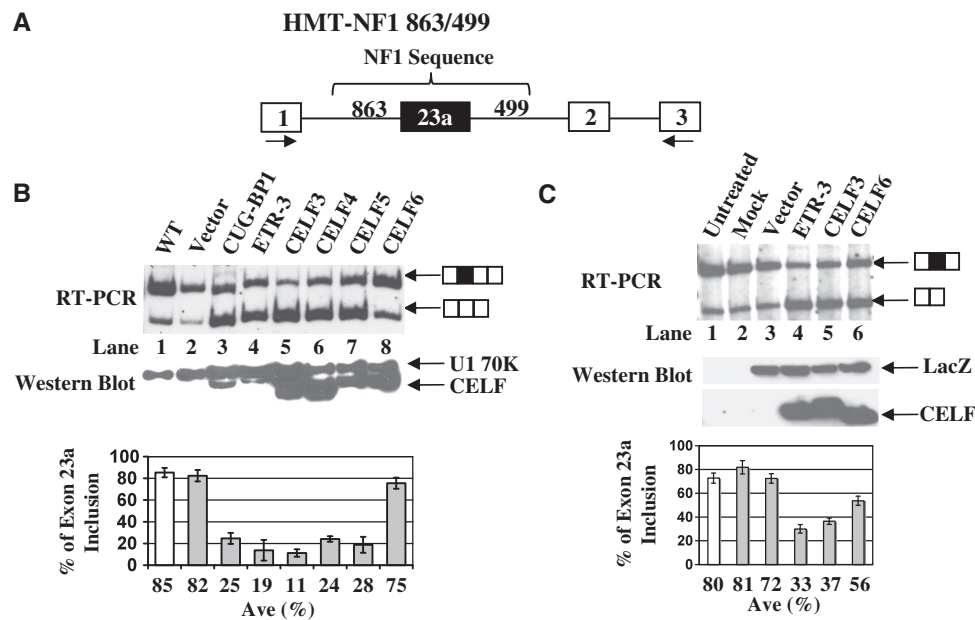 A
HMT-NF1 863/499
NF1 Sequence
1 863 23a 499 2 3
B
WT Vector CUG-BP1 ETR-3 CELF3 CELF4 CELF5 CELF6
RT-PCR
Lane 1 2 3 4 5 6 7 8
U1 70K
Western Blot
CELF
% of Exon 23a Inclusion
100
80
60
40
20
0
85 82 25 19 11 24 28 75
Ave (%)
C
Untreated Mock Vector ETR-3 CELF3 CELF6
RT-PCR
Lane 1 2 3 4 5 6
Western Blot
LacZ
CELF
% of Exon 23a Inclusion
100
80
60
40
20
0
80 81 72 33 37 56
Ave (%)